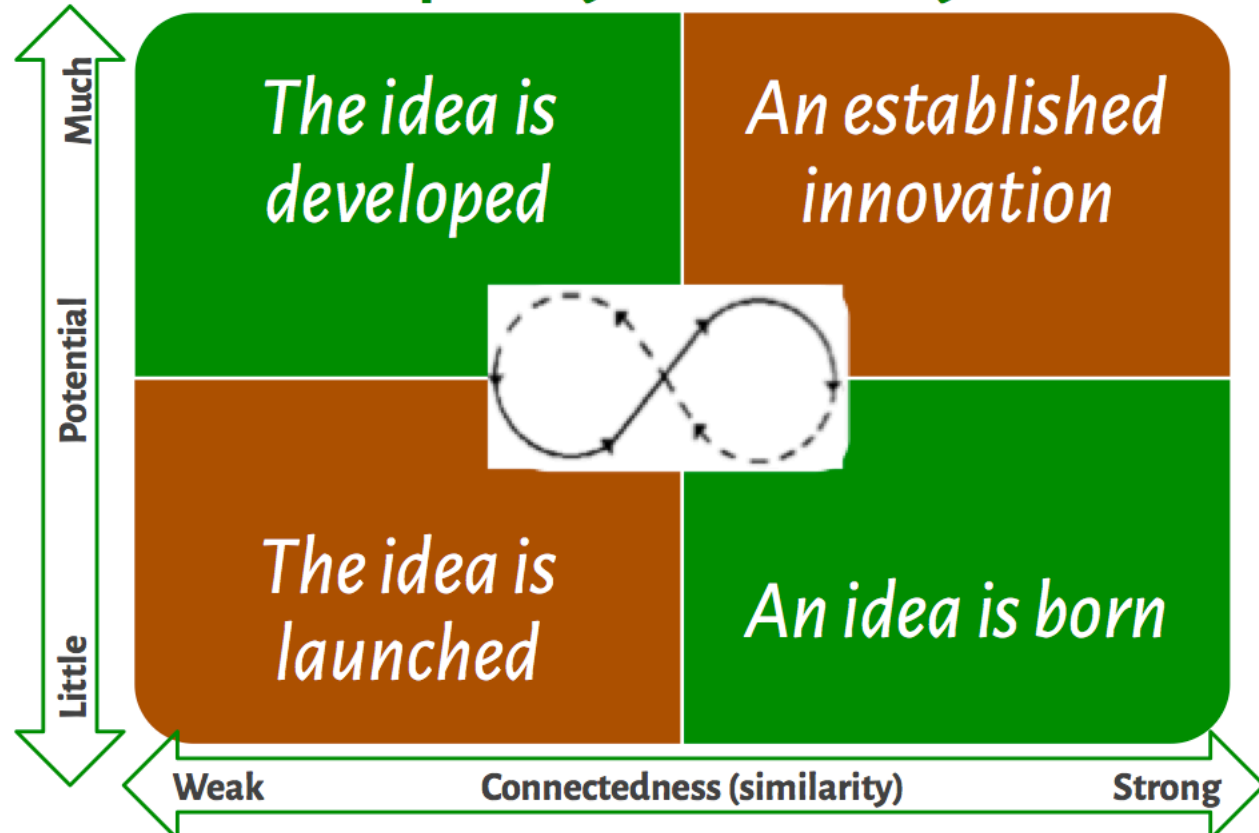 Much
The idea is
developed
An established
innovation
Potential
The idea is
launched
An idea is born
Little
Weak
Connectedness (similarity)
Strong